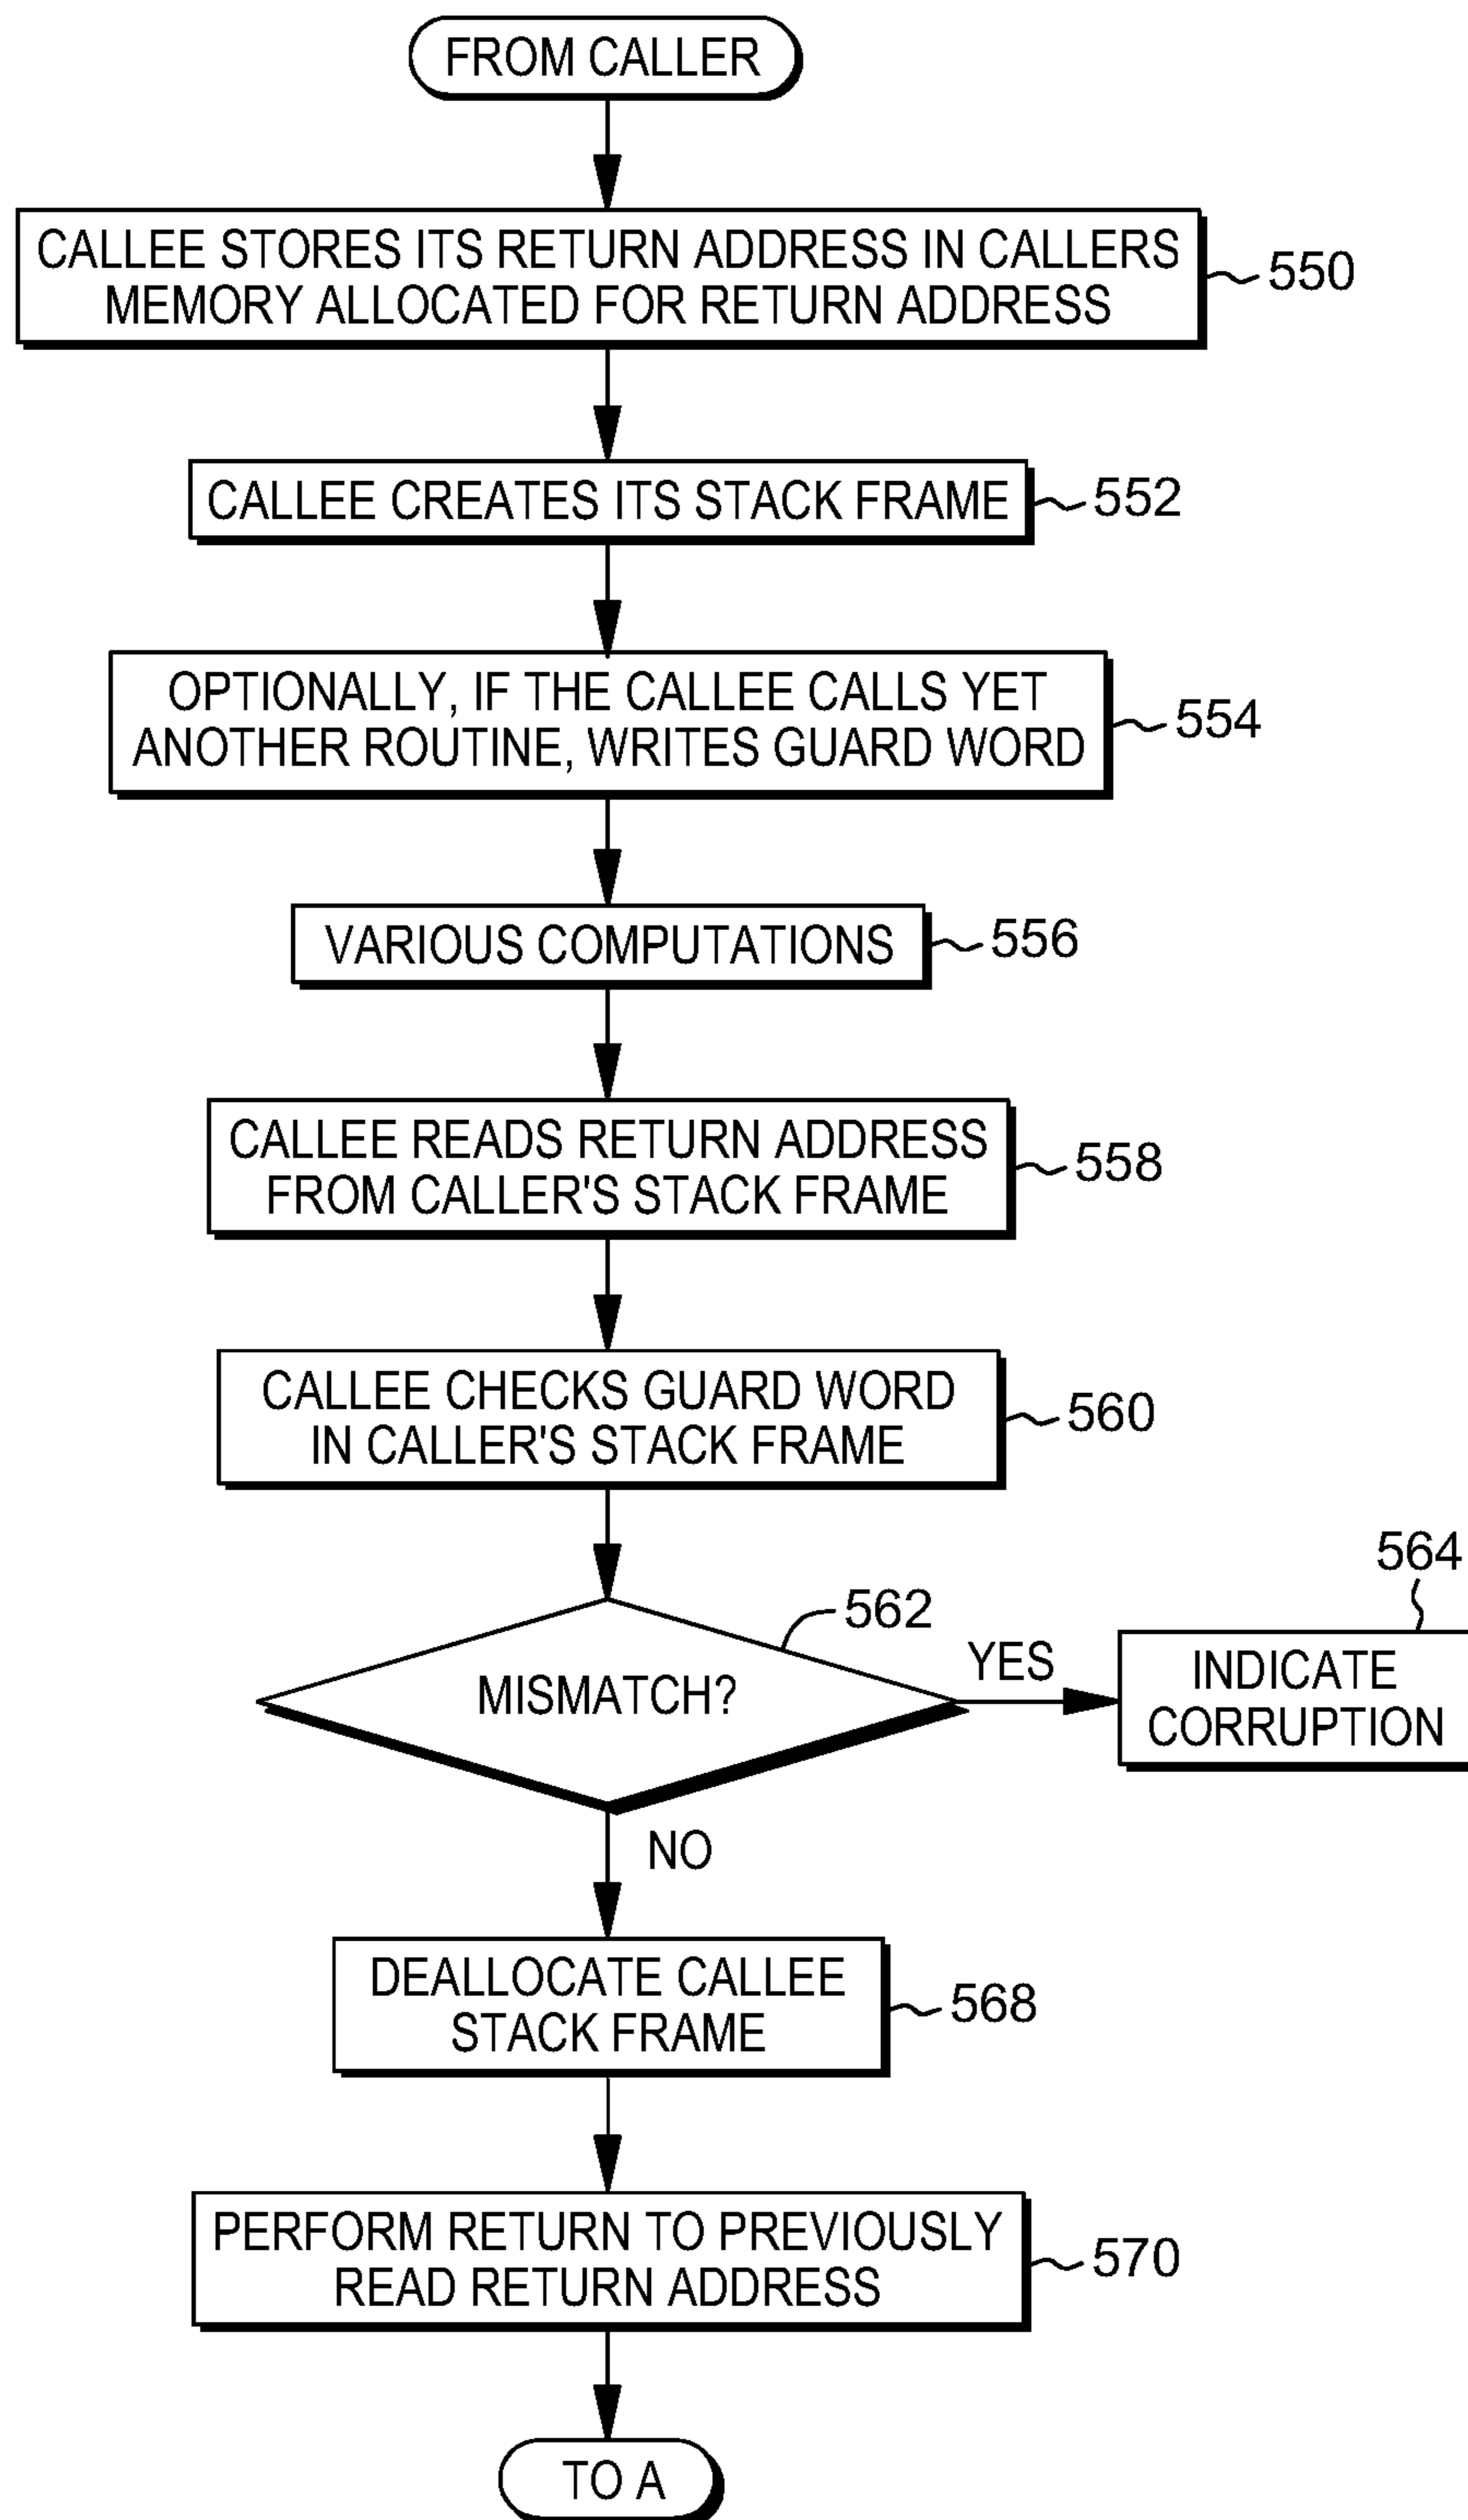 FROM CALLER
CALLEE STORES ITS RETURN ADDRESS IN CALLERS
MEMORY ALLOCATED FOR RETURN ADDRESS
550
CALLEE CREATES ITS STACK FRAME
552
OPTIONALLY, IF THE CALLEE CALLS YET
ANOTHER ROUTINE, WRITES GUARD WORD
554
VARIOUS COMPUTATIONS
556
CALLEE READS RETURN ADDRESS
FROM CALLER'S STACK FRAME
558
CALLEE CHECKS GUARD WORD
IN CALLER'S STACK FRAME
560
562
MISMATCH?
YES
564
INDICATE
CORRUPTION
NO
DEALLOCATE CALLEE
STACK FRAME
568
PERFORM RETURN TO PREVIOUSLY
READ RETURN ADDRESS
570
TO A